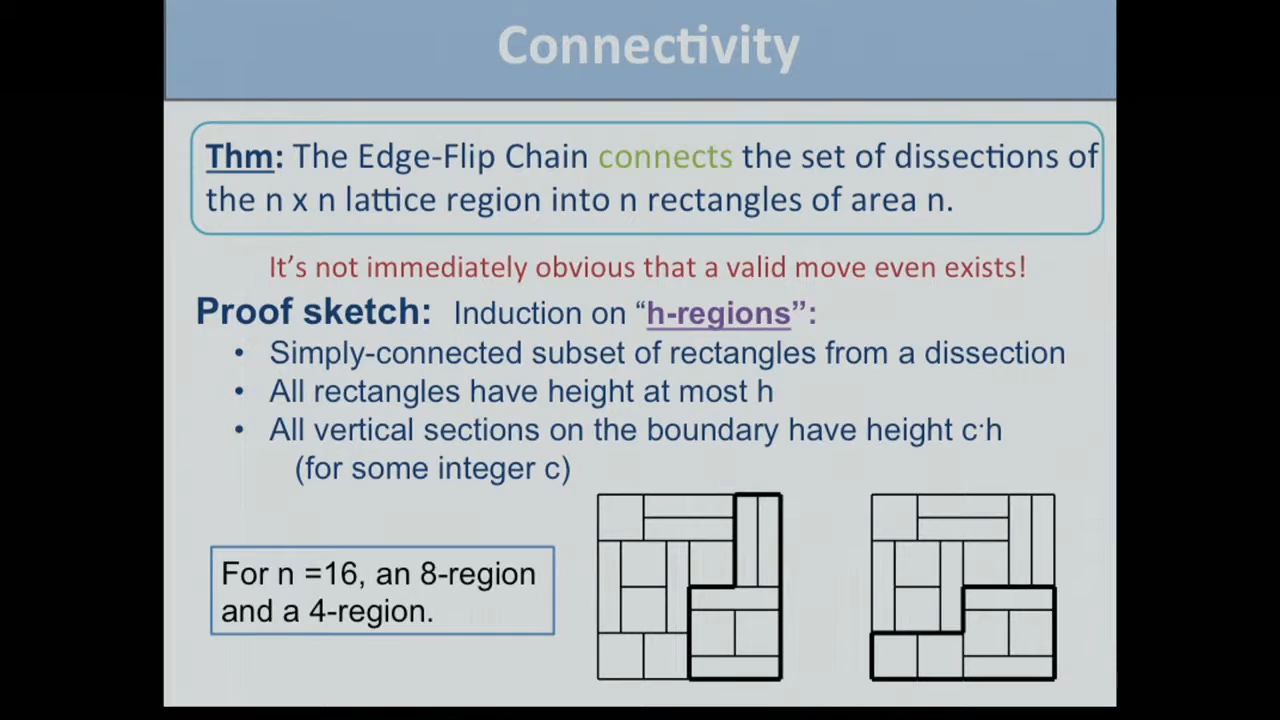 Connectivity
Thm: The Edge-Flip Chain connects the set of dissections of
the n x n lattice region into n rectangles of area n.
It’s not immediately obvious that a valid move even exists!
Proof sketch: Induction on “h-regions”:
• Simply-connected subset of rectangles from a dissection
• All rectangles have height at most h
• All vertical sections on the boundary have height c·h
(for some integer c)
For n =16, an 8-region
and a 4-region.